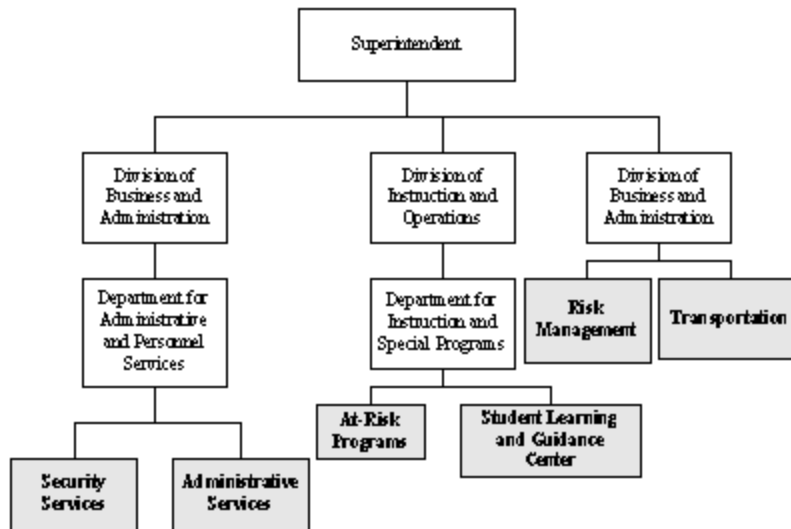 Superintendent
Division of
Business and
Administration
Division of
Instruction and
Operations
Division of
Business and
Administration
Department for
Administrative
and Personnel
Services
Department for
Instruction and
Special Programs
Risk
Management
Transportation
At-Risk
Programs
Student Learning
and Guidance
Center
Security
Services
Administrative
Services